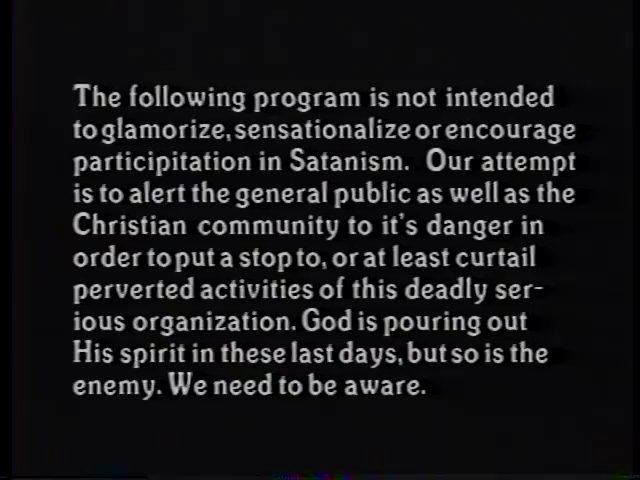 The following program is not intended
to glamorize, sensationalize or encourage
participitation in Satanism. Our attempt
is to alert the general public as well as the
Christian community to it's danger in
order to put a stop to, or at least curtail
perverted activities of this deadly ser-
ious organization. God is pouring out
His spirit in these last days, but so is the
enemy. We need to be aware.